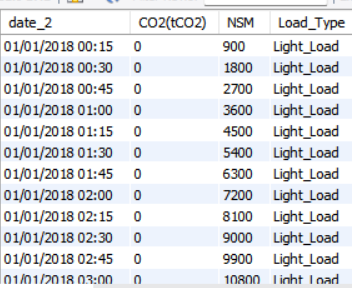 date_2 CO2(tCO2) NSM Load_Type
01/01/2018 00:15 0 900 Light_Load
01/01/2018 00:30 0 1800 Light_Load
01/01/2018 00:45 0 2700 Light_Load
01/01/2018 01:00 0 3600 Light_Load
01/01/2018 01:15 0 4500 Light_Load
01/01/2018 01:30 0 5400 Light_Load
01/01/2018 01:45 0 6300 Light_Load
01/01/2018 02:00 0 7200 Light_Load
01/01/2018 02:15 0 8100 Light_Load
01/01/2018 02:30 0 9000 Light_Load
01/01/2018 02:45 0 9900 Light_Load
01/01/2018 03:00 0 10800 Light_Load